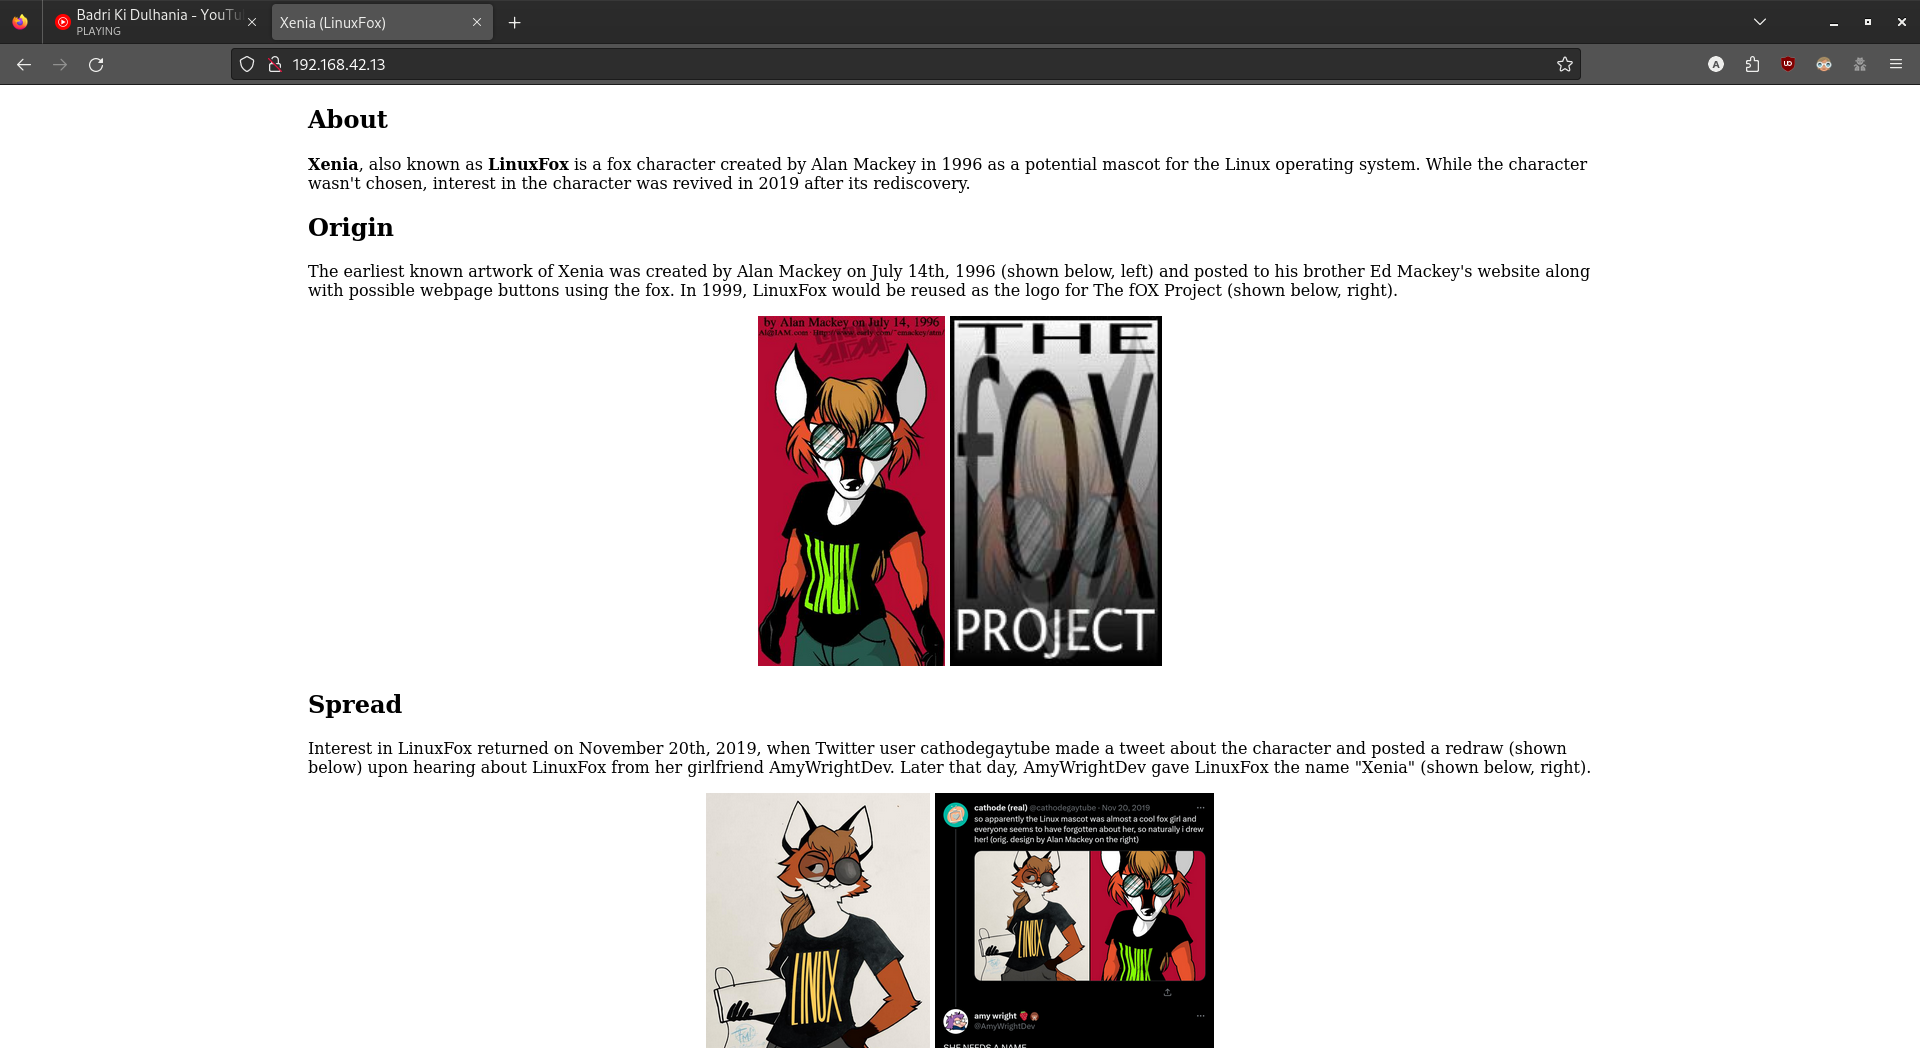 Badri Ki Dulhania - YouTu
PLAYING
Xenia (LinuxFox)
192.168.42.13
A
UD
About
Xenia, also known as LinuxFox is a fox character created by Alan Mackey in 1996 as a potential mascot for the Linux operating system. While the character
wasn't chosen, interest in the character was revived in 2019 after its rediscovery.
Origin
The earliest known artwork of Xenia was created by Alan Mackey on July 14th, 1996 (shown below, left) and posted to his brother Ed Mackey's website along
with possible webpage buttons using the fox. In 1999, LinuxFox would be reused as the logo for The fOX Project (shown below, right).
by Alan Mackey on July 14, 1996
LINUX
THE
fOX
PROJECT
Spread
Interest in LinuxFox returned on November 20th, 2019, when Twitter user cathodegaytube made a tweet about the character and posted a redraw (shown
below) upon hearing about LinuxFox from her girlfriend AmyWrightDev. Later that day, AmyWrightDev gave LinuxFox the name "Xenia" (shown below, right).
LINUX
cathode (real) @cathodegaytube · Nov 20, 2019
so apparently the Linux mascot was almost a cool fox girl and
everyone seems to have forgotten about her, so naturally i drew
her! (orig. design by Alan Mackey on the right)
LINUX
LINUX
amy wright
@AmyWrightDev
SHE NEEDS A NAME